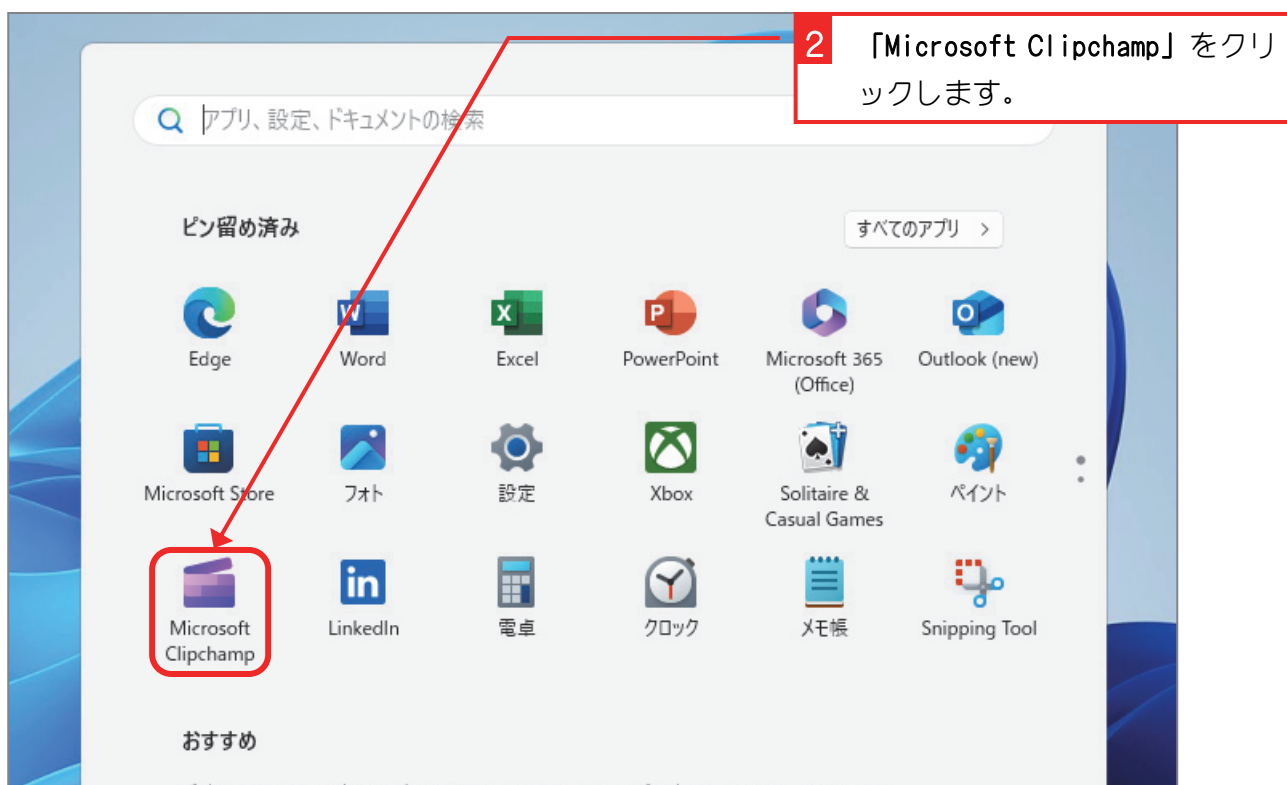 2 「Microsoft Clipchamp」をクリ
ックします。
アプリ、設定、ドキュメントの検索
ピン留め済み
すべてのアプリ >
Edge
Word
Excel
PowerPoint
Microsoft 365
(Office)
Outlook (new)
Microsoft Store
フォト
設定
Xbox
Solitaire &
Casual Games
ペイント
Microsoft
Clipchamp
LinkedIn
電卓
クロック
メモ帳
Snipping Tool
おすすめ